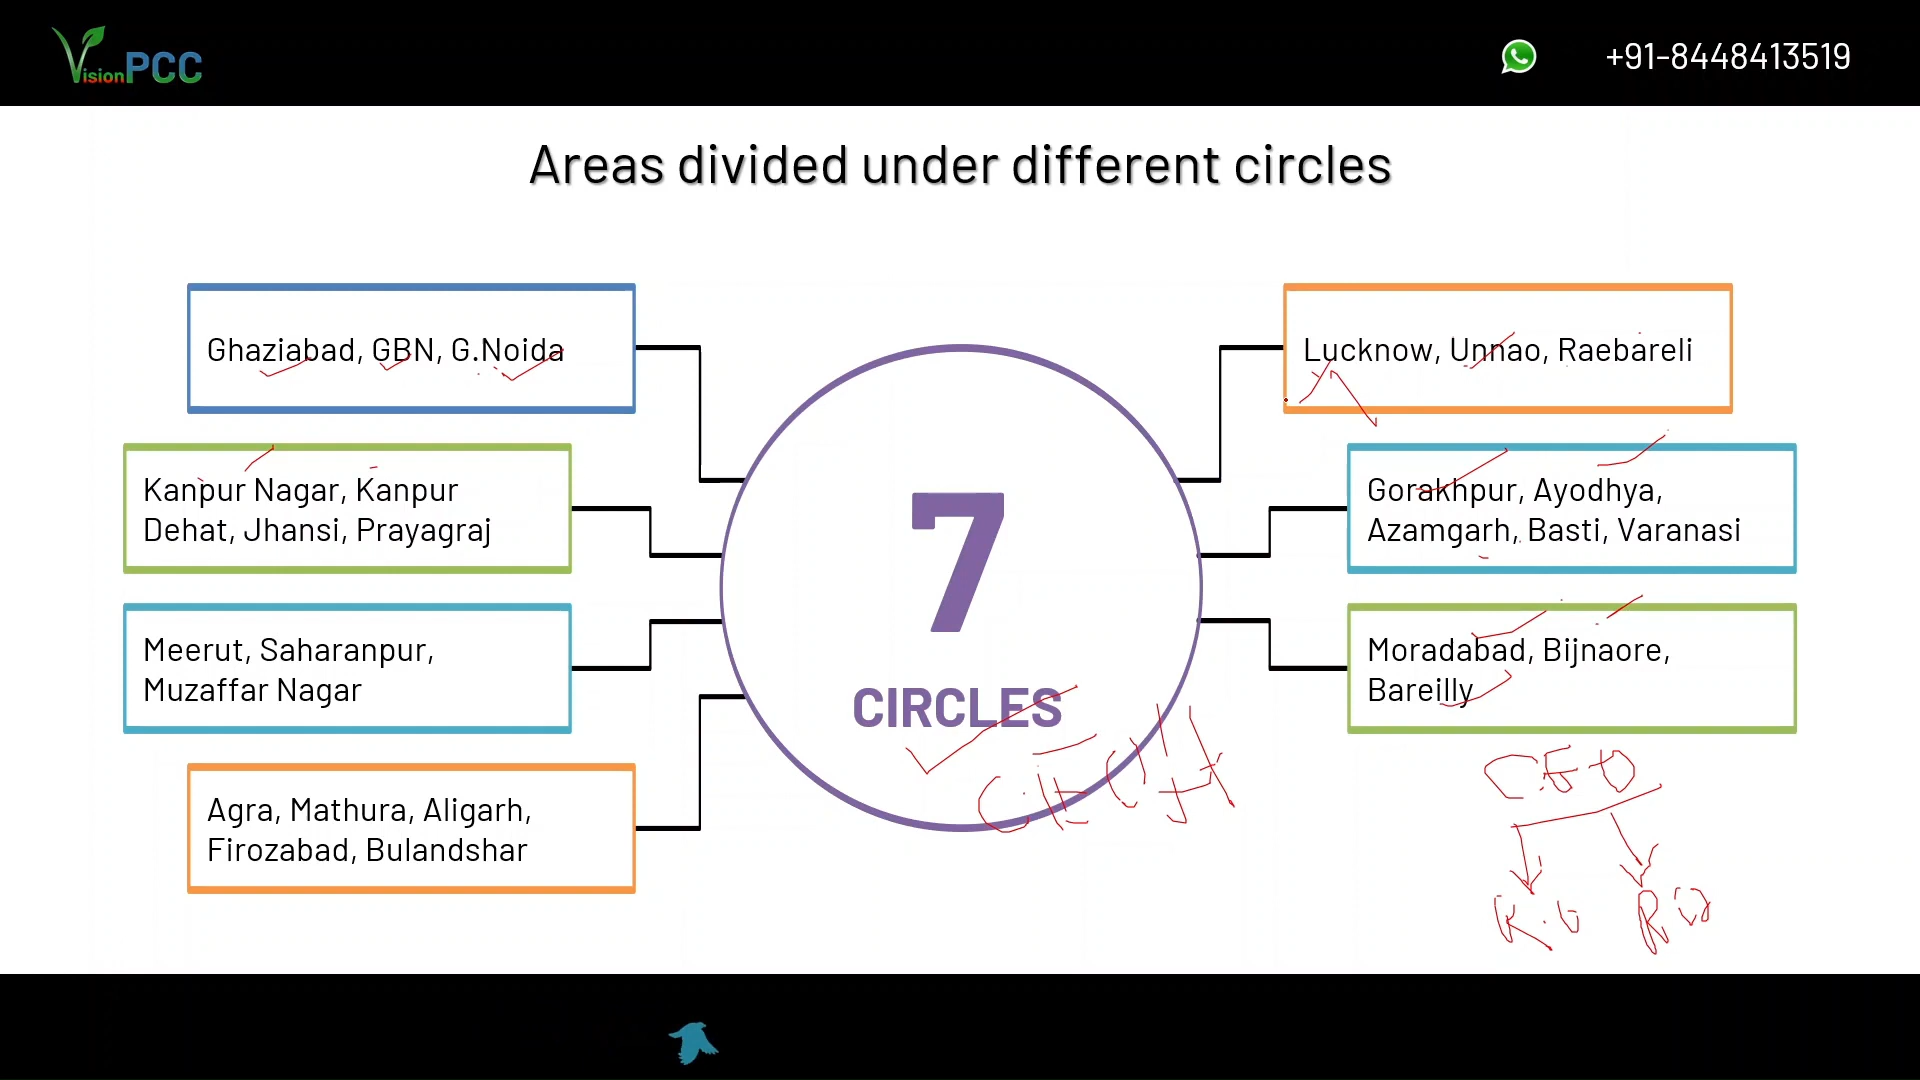 Vision PCC
+91-8448413519
Areas divided under different circles
Ghaziabad, GBN, G.Noida
Kanpur Nagar, Kanpur
Dehat, Jhansi, Prayagraj
Meerut, Saharanpur,
Muzaffar Nagar
Agra, Mathura, Aligarh,
Firozabad, Bulandshar
7
CIRCLES
Lucknow, Unnao, Raebareli
Gorakhpur, Ayodhya,
Azamgarh, Basti, Varanasi
Moradabad, Bijnaore,
Bareilly
R.O